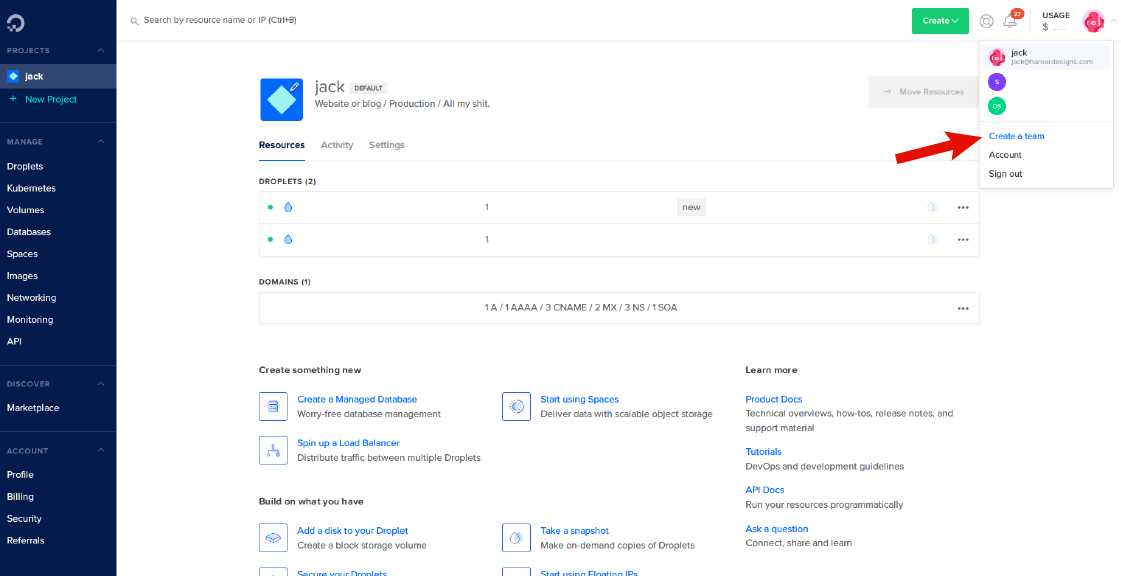 Search by resource name or IP (Ctrl+B)
Create
27
USAGE
$
PROJECTS
jack
New Project
MANAGE
Droplets
Kubernetes
Volumes
Databases
Spaces
Images
Networking
Monitoring
API
DISCOVER
Marketplace
ACCOUNT
Profile
Billing
Security
Referrals
jack DEFAULT
Website or blog / Production / All my shit.
Move Resources
Resources Activity Settings
DROPLETS (2)
1 new
1
DOMAINS (1)
1 A / 1 AAAA / 3 CNAME / 2 MX / 3 NS / 1 SOA
Create something new
Create a Managed Database
Worry-free database management
Start using Spaces
Deliver data with scalable object storage
Spin up a Load Balancer
Distribute traffic between multiple Droplets
Build on what you have
Add a disk to your Droplet
Create a block storage volume
Take a snapshot
Make on-demand copies of Droplets
Secure your Droplets
Start using Floating IPs
Learn more
Product Docs
Technical overviews, how-tos, release notes, and
support material
Tutorials
DevOps and development guidelines
API Docs
Run your resources programmatically
Ask a question
Connect, share and learn
jack
S
OS
Create a team
Account
Sign out